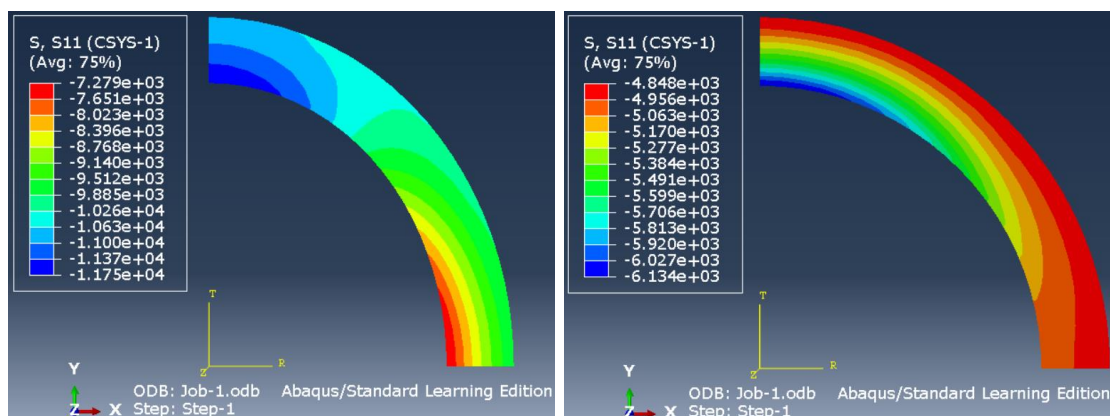 S, S11 (CSYS-1)
(Avg: 75%)
-7.279e+03
-7.651e+03
-8.023e+03
-8.396e+03
-8.768e+03
-9.140e+03
-9.512e+03
-9.885e+03
-1.026e+04
-1.063e+04
-1.100e+04
-1.137e+04
-1.175e+04
T
R
Z
Y
Z
X
ODB: Job-1.odb Abaqus/Standard Learning Edition
Step: Step-1
S, S11 (CSYS-1)
(Avg: 75%)
-4.848e+03
-4.956e+03
-5.063e+03
-5.170e+03
-5.277e+03
-5.384e+03
-5.491e+03
-5.599e+03
-5.706e+03
-5.813e+03
-5.920e+03
-6.027e+03
-6.134e+03
T
R
Z
Y
Z
X
ODB: Job-1.odb Abaqus/Standard Learning Edition
Step: Step-1